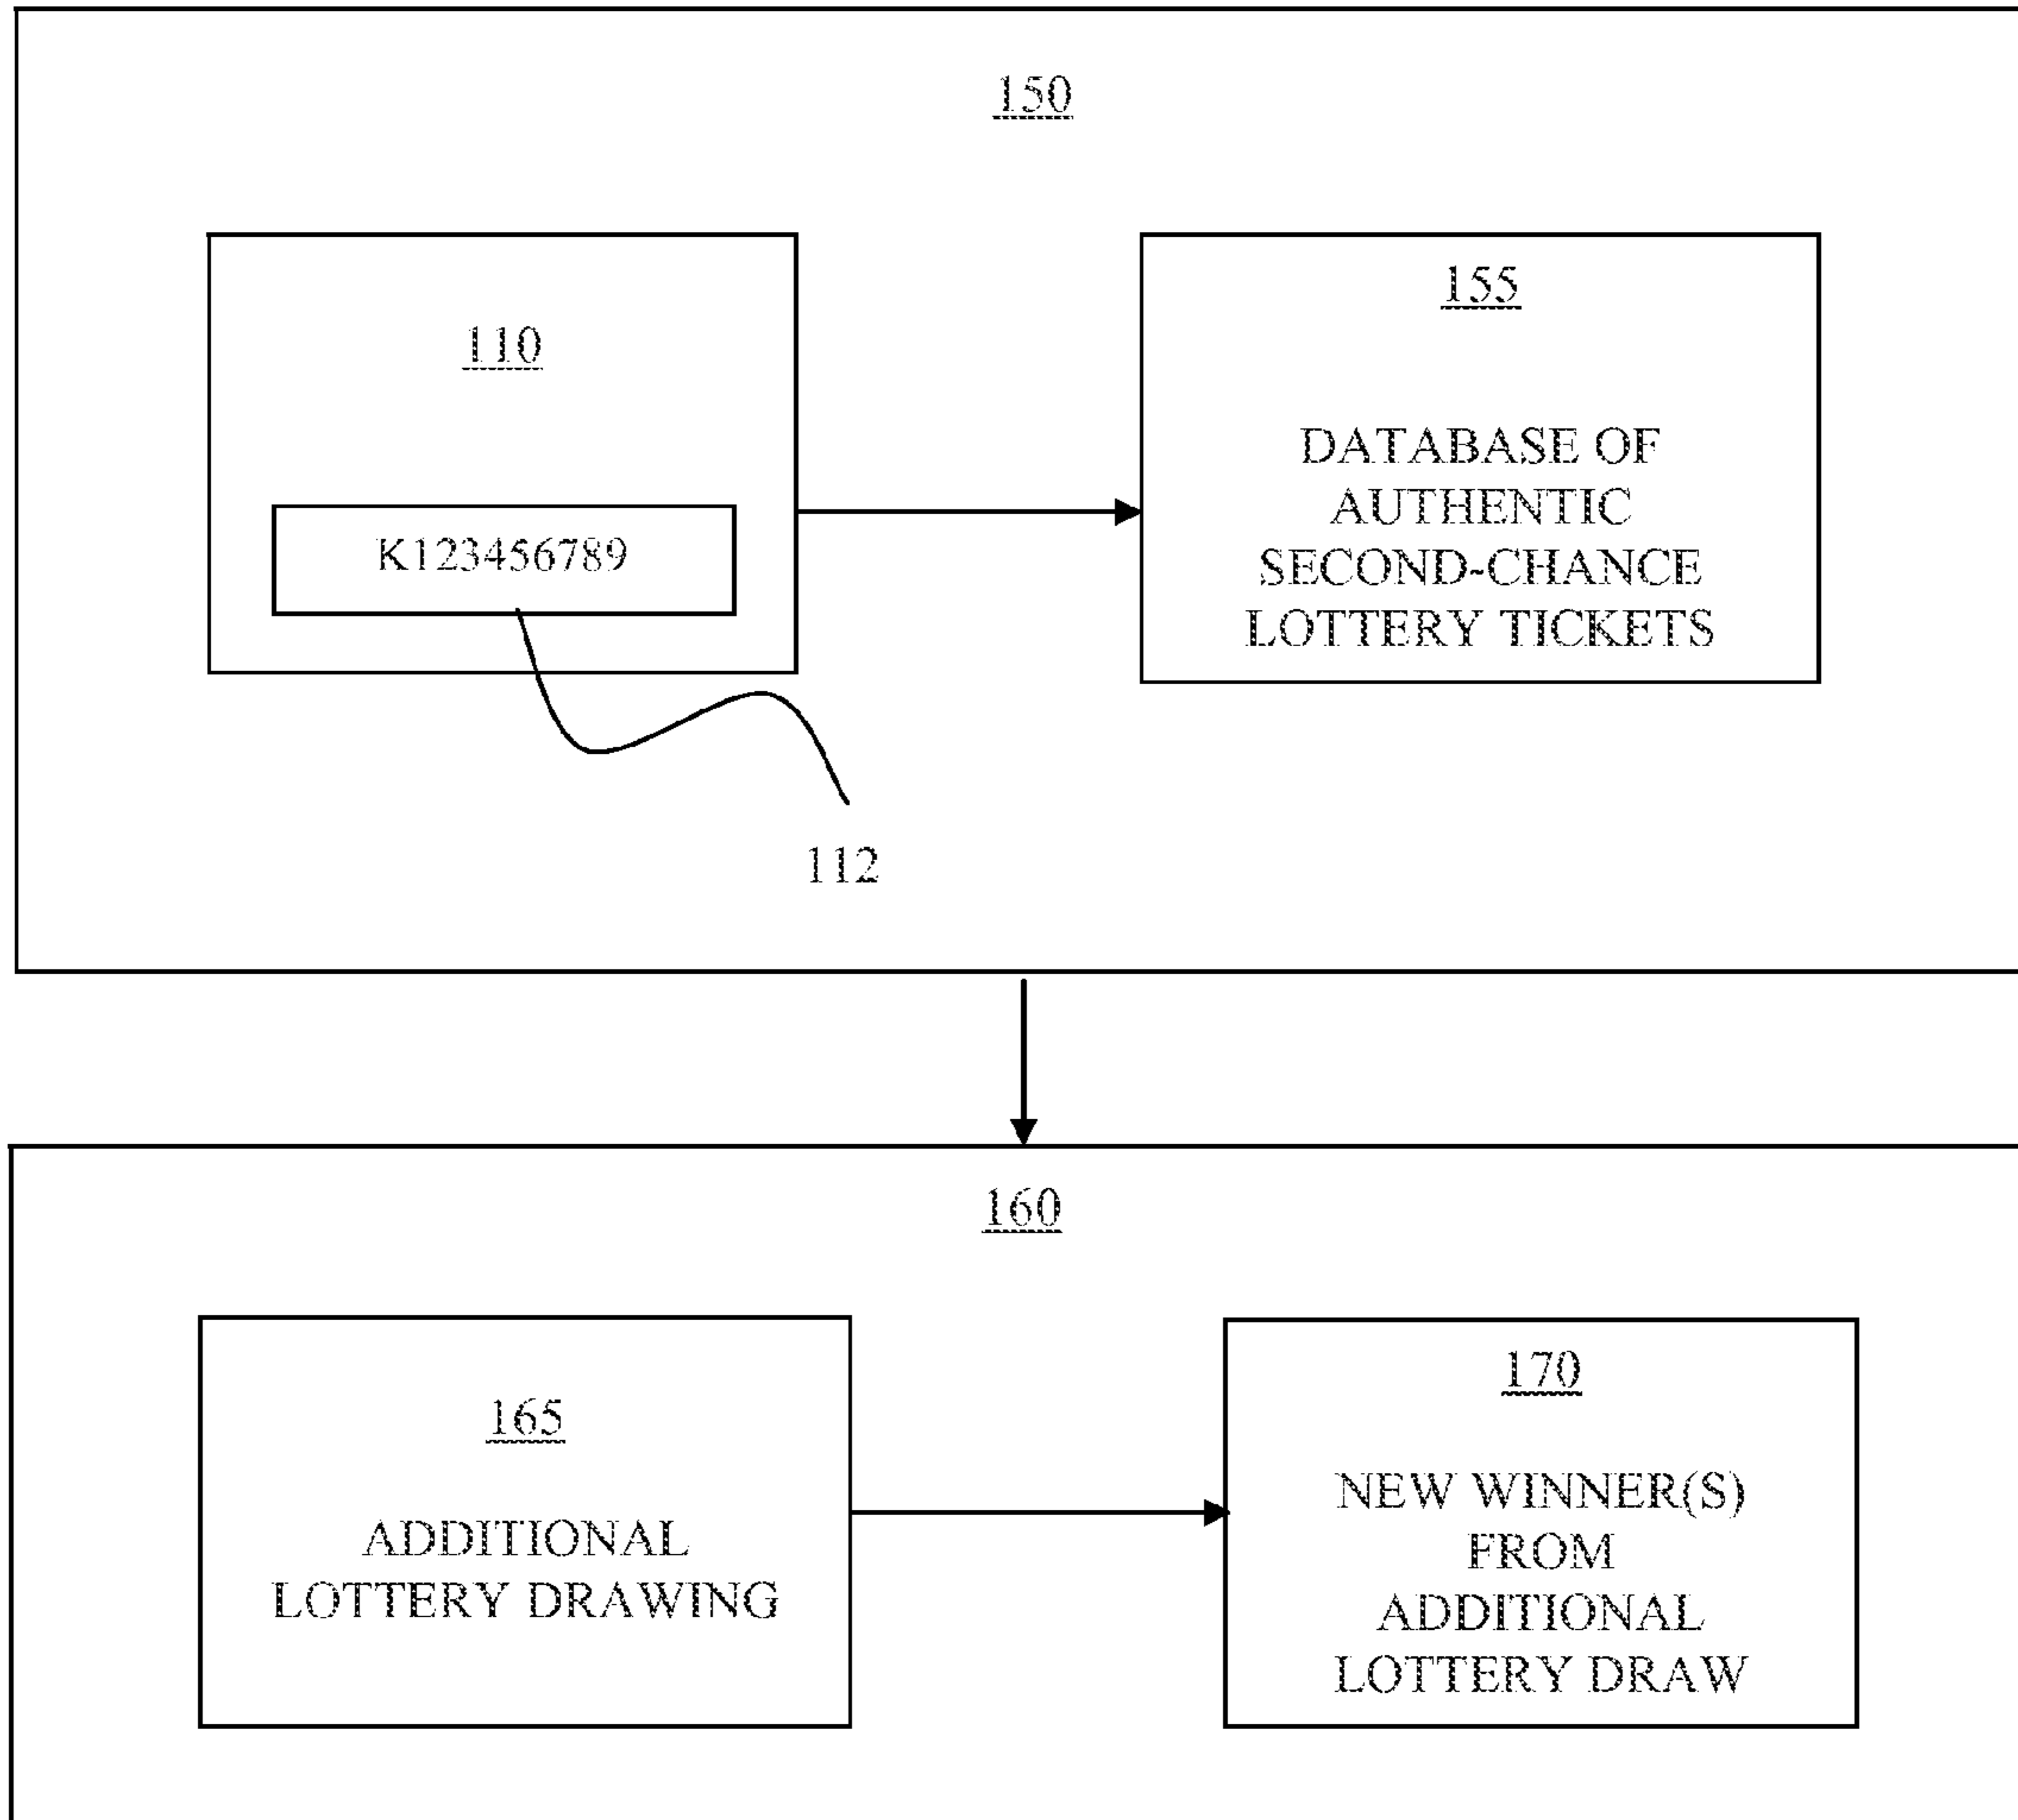 150
110
K123456789
112
155
DATABASE OF
AUTHENTIC
SECOND-CHANCE
LOTTERY TICKETS
160
165
ADDITIONAL
LOTTERY DRAWING
170
NEW WINNER(S)
FROM
ADDITIONAL
LOTTERY DRAW